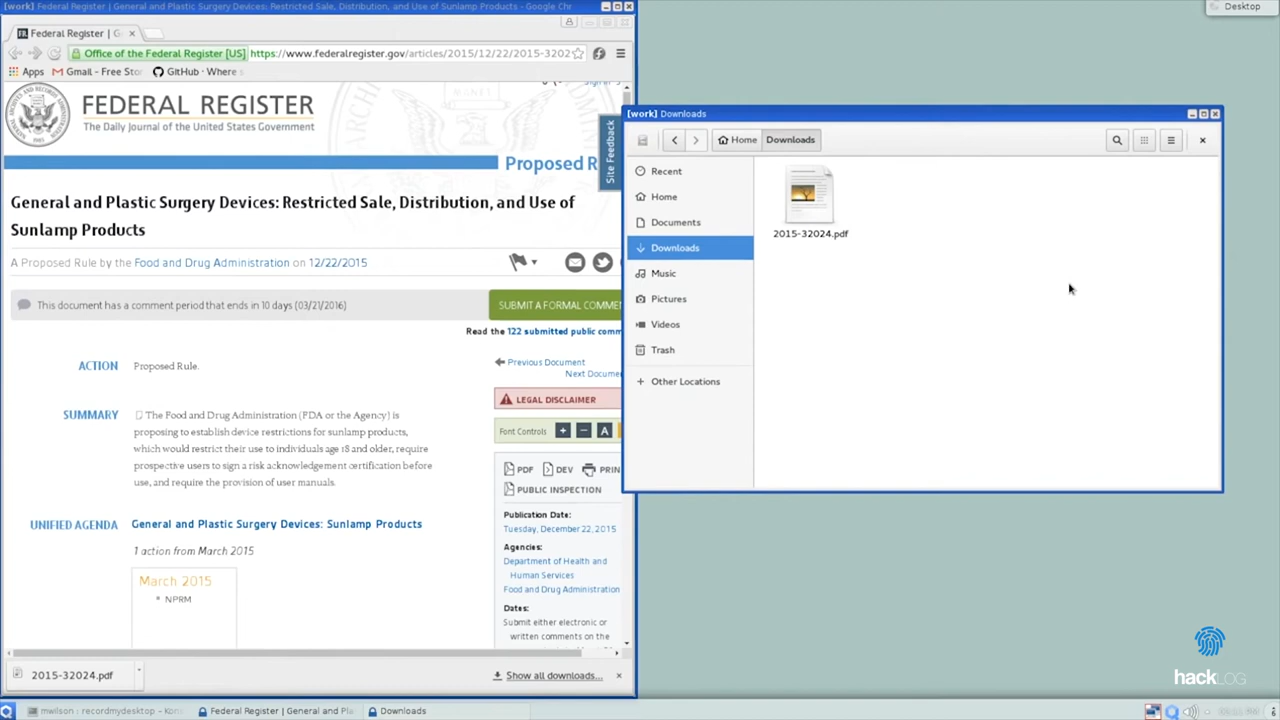 [work] Federal Register | General and Plastic Surgery Devices: Restricted Sale, Distribution, and Use of Sunlamp Products - Google Chr
Desktop
Federal Register | G
Office of the Federal Register [US] https://www.federalregister.gov/articles/2015/12/22/2015-3202
Apps Gmail - Free Sto GitHub · Where s
FEDERAL REGISTER
The Daily Journal of the United States Government
Site Feedback
Proposed R
General and Plastic Surgery Devices: Restricted Sale, Distribution, and Use of
Sunlamp Products
A Proposed Rule by the Food and Drug Administration on 12/22/2015
This document has a comment period that ends in 10 days (03/21/2016)
SUBMIT A FORMAL COMMEN
Read the 122 submitted public comm
ACTION Proposed Rule.
SUMMARY The Food and Drug Administration (FDA or the Agency) is
proposing to establish device restrictions for sunlamp products,
which would restrict their use to individuals age 18 and older, require
prospective users to sign a risk acknowledgement certification before
use, and require the provision of user manuals.
UNIFIED AGENDA General and Plastic Surgery Devices: Sunlamp Products
1 action from March 2015
March 2015
NPRM
Previous Document
Next Docume
LEGAL DISCLAIMER
Font Controls + − A
PDF DEV PRIN
PUBLIC INSPECTION
Publication Date:
Tuesday, December 22, 2015
Agencies:
Department of Health and
Human Services
Food and Drug Administration
Dates:
Submit either electronic or
written comments on the
2015-32024.pdf
Show all downloads...
[work] Downloads
Home Downloads
Recent
Home
Documents
Downloads
Music
Pictures
Videos
Trash
Other Locations
2015-32024.pdf
hackLOG
mwilson : recordmydesktop – Kons
Federal Register | General and Pla
Downloads